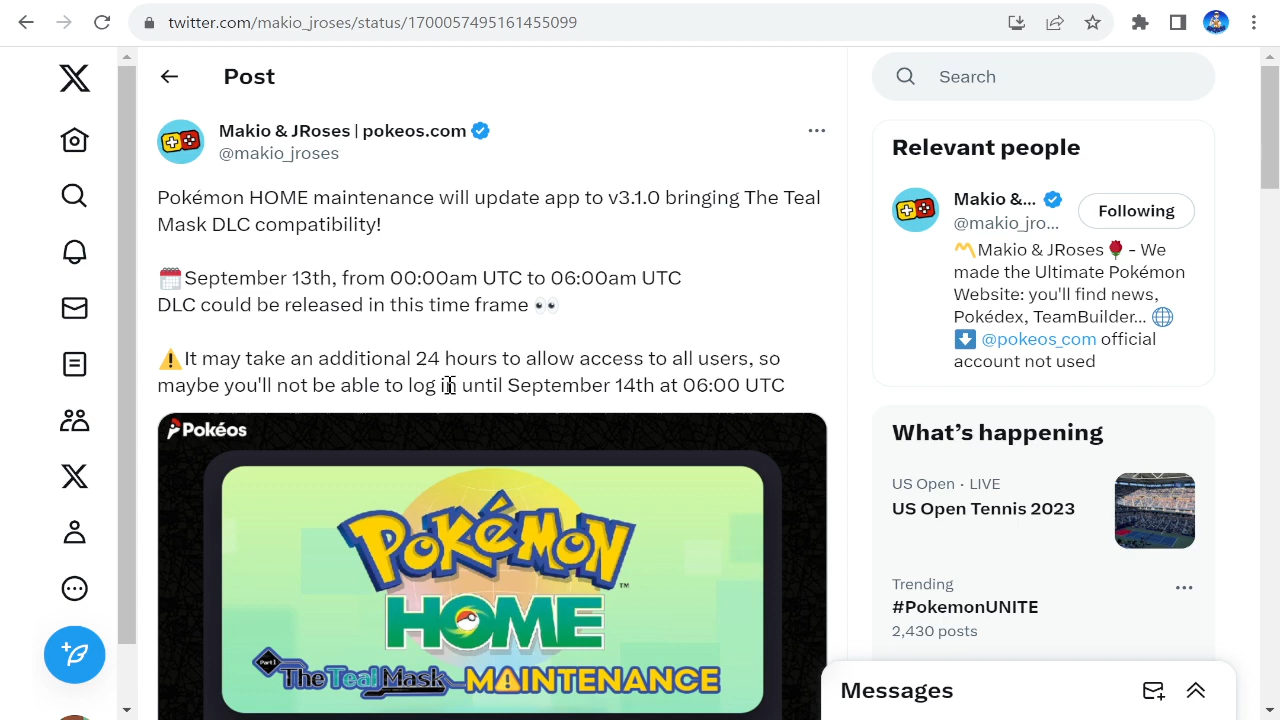 twitter.com/makio_jroses/status/1700057495161455099
Post
Makio & JRoses | pokeos.com
@makio_jroses
Pokémon HOME maintenance will update app to v3.1.0 bringing The Teal
Mask DLC compatibility!
September 13th, from 00:00am UTC to 06:00am UTC
DLC could be released in this time frame 👀
⚠️It may take an additional 24 hours to allow access to all users, so
maybe you'll not be able to log in until September 14th at 06:00 UTC
Pokéos
POKÉMON
HOME
Part 1
The Teal Mask MAINTENANCE
Search
Relevant people
Makio &...
@makio_jro...
Following
〽️Makio & JRoses🌹 - We
made the Ultimate Pokémon
Website: you'll find news,
Pokédex, TeamBuilder... 🌐
⬇️ @pokeos_com official
account not used
What's happening
US Open · LIVE
US Open Tennis 2023
Trending
#PokemonUNITE
2,430 posts
Messages